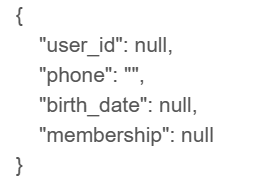 {
    "user_id": null,
    "phone": "",
    "birth_date": null,
    "membership": null
}